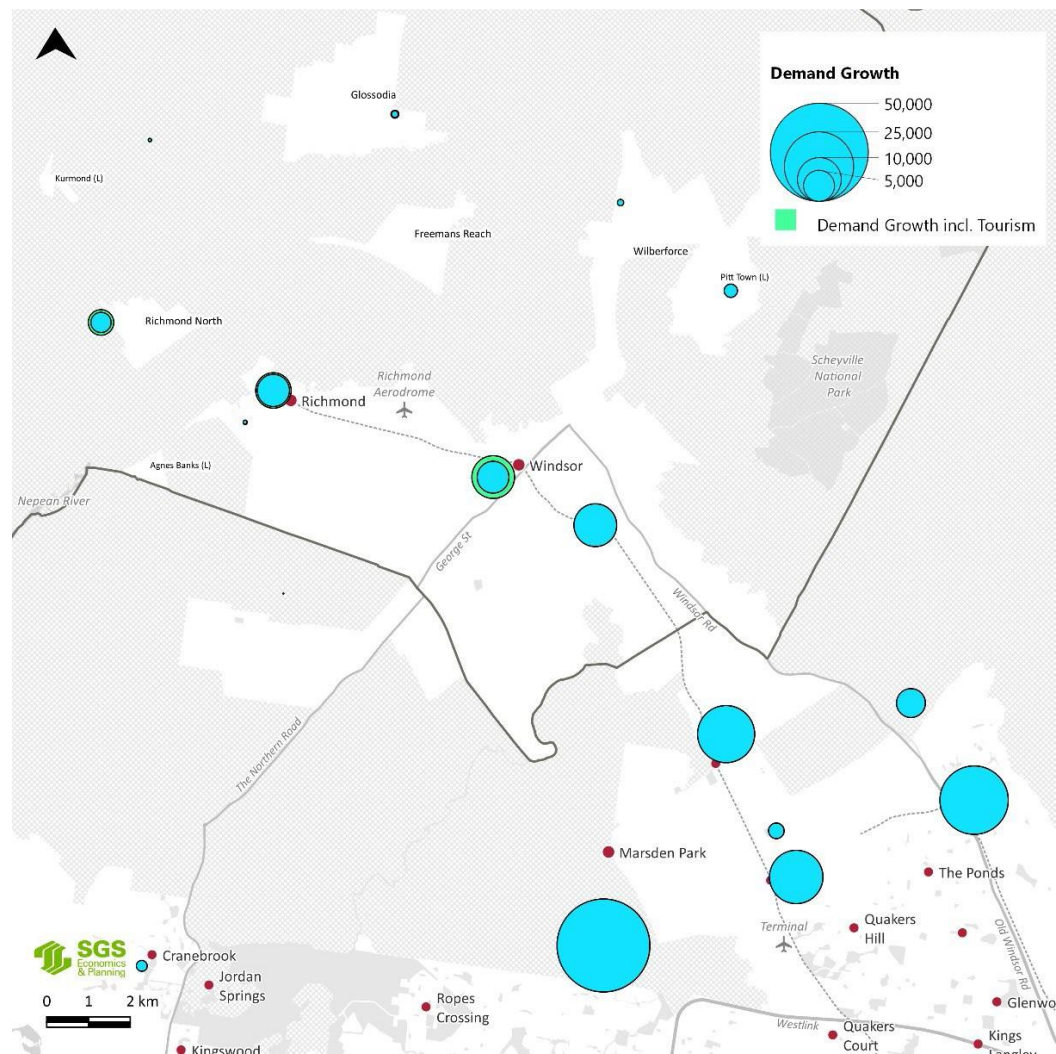 Demand Growth
50,000
25,000
10,000
5,000
Demand Growth incl. Tourism
Glossodia
Kurmond (L)
Freemans Reach
Wilberforce
Pitt Town (L)
Richmond North
Scheyville
National
Park
Richmond
Aerodrome
Richmond
Agnes Banks (L)
Windsor
Nepean River
George St
Windsor Rd
The Northern Road
Marsden Park
The Ponds
Quakers
Hill
Terminal
Old Windsor Rd
SGS
Economics
& Planning
Cranebrook
Jordan
Springs
0 1 2 km
Ropes
Crossing
Glenwo
Westlink
Quakers
Court
Kings
Kingswood